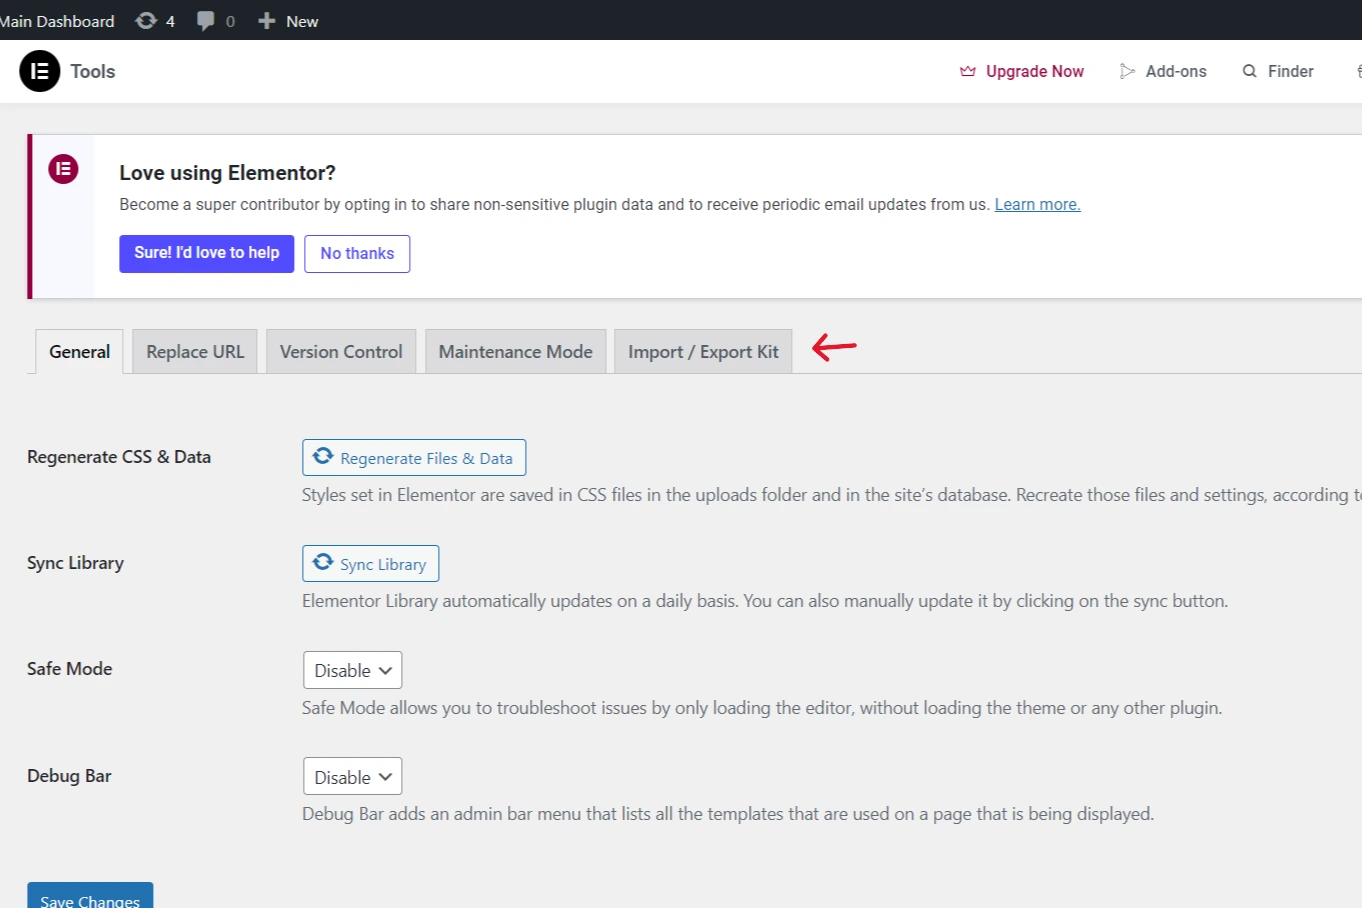 Main Dashboard 4 0 New
Tools
Upgrade Now Add-ons Finder
Love using Elementor?
Become a super contributor by opting in to share non-sensitive plugin data and to receive periodic email updates from us. Learn more.
Sure! I'd love to help No thanks
General Replace URL Version Control Maintenance Mode Import / Export Kit
Regenerate CSS & Data
Regenerate Files & Data
Styles set in Elementor are saved in CSS files in the uploads folder and in the site’s database. Recreate those files and settings, according
Sync Library
Sync Library
Elementor Library automatically updates on a daily basis. You can also manually update it by clicking on the sync button.
Safe Mode
Disable
Safe Mode allows you to troubleshoot issues by only loading the editor, without loading the theme or any other plugin.
Debug Bar
Disable
Debug Bar adds an admin bar menu that lists all the templates that are used on a page that is being displayed.
Save Changes